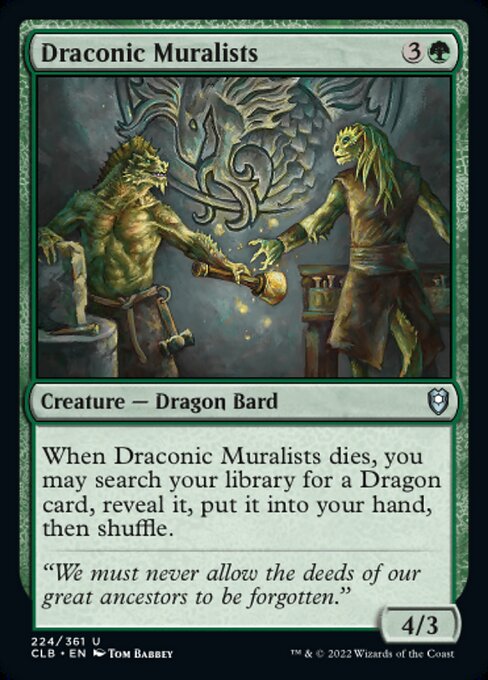 Draconic Muralists 3
Creature — Dragon Bard
When Draconic Muralists dies, you
may search your library for a Dragon
card, reveal it, put it into your hand,
then shuffle.
“We must never allow the deeds of our
great ancestors to be forgotten.”
4/3
224/361 U
CLB • EN Tom Babbey
™ & © 2022 Wizards of the Coast